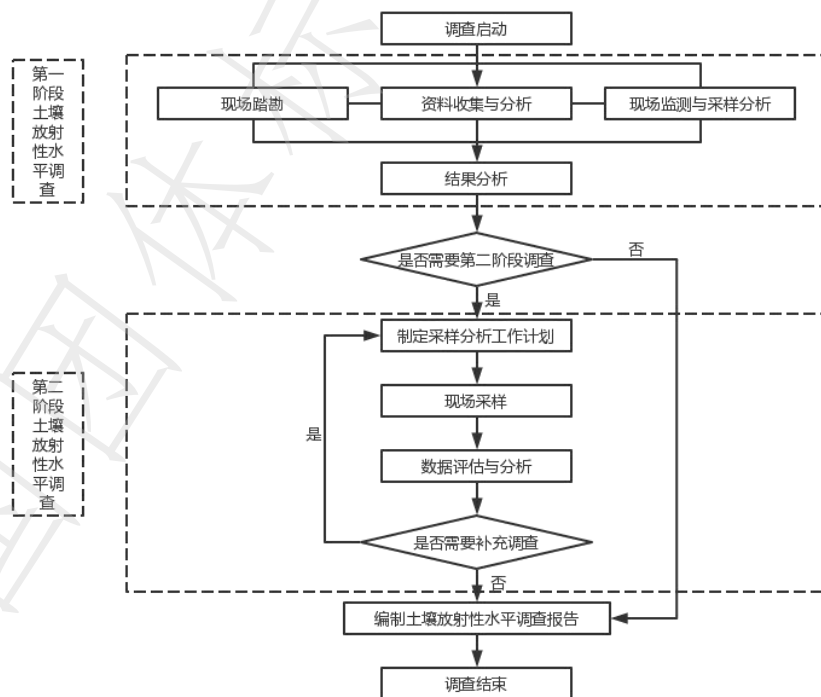 调查启动
第一
阶段
土壤
放射
性水
平调
查
现场踏勘
资料收集与分析
现场监测与采样分析
结果分析
是否需要第二阶段调查
否
是
第二
阶段
土壤
放射
性水
平调
查
制定采样分析工作计划
现场采样
是
数据评估与分析
是否需要补充调查
否
编制土壤放射性水平调查报告
调查结束
团体标